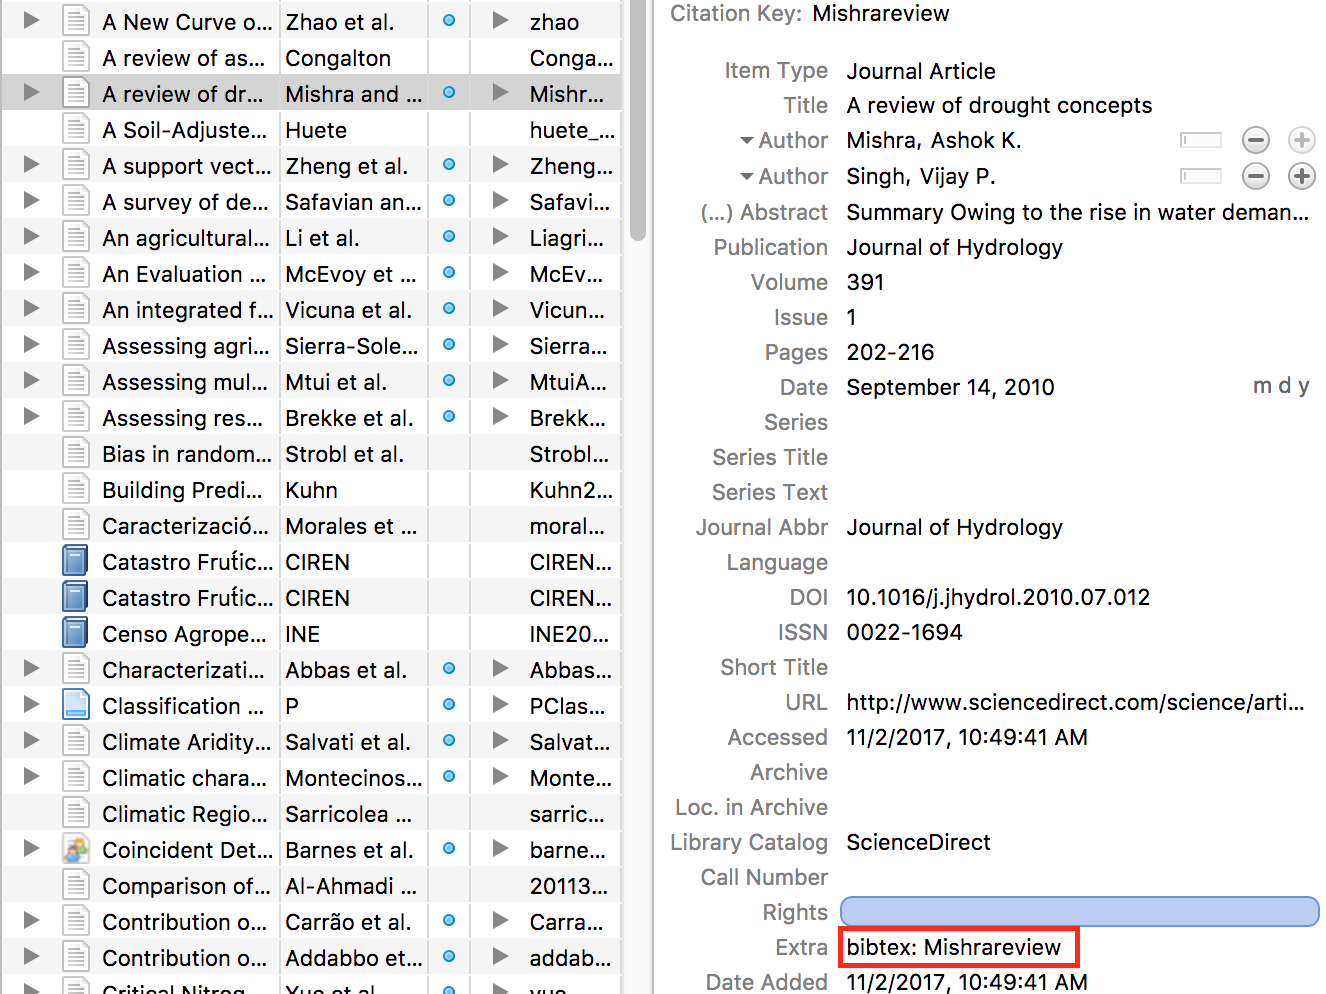 A New Curve o... Zhao et al. zhao
A review of as... Congalton Conga...
A review of dr... Mishra and ... Mishr...
A Soil-Adjuste... Huete huete_...
A support vect... Zheng et al. Zheng...
A survey of de... Safavian an... Safavi...
An agricultural... Li et al. Liagri...
An Evaluation ... McEvoy et ... McEv...
An integrated f... Vicuna et al. Vicun...
Assessing agri... Sierra-Sole... Sierra...
Assessing mul... Mtui et al. MtuiA...
Assessing res... Brekke et al. Brekk...
Bias in random... Strobl et al. Strobl...
Building Predi... Kuhn Kuhn2...
Caracterizació... Morales et ... moral...
Catastro Frutíc... CIREN CIREN...
Catastro Frutíc... CIREN CIREN...
Censo Agrope... INE INE20...
Characterizati... Abbas et al. Abbas...
Classification ... P PClas...
Climate Aridity... Salvati et al. Salvat...
Climatic chara... Montecinos... Monte...
Climatic Regio... Sarricolea ... sarric...
Coincident Det... Barnes et al. barne...
Comparison of... Al-Ahmadi ... 20113...
Contribution o... Carrão et al. Carra...
Contribution o... Addabbo et... addab...
Critical Nitrog... Yue et al. yue
Citation Key: Mishrareview
Item Type Journal Article
Title A review of drought concepts
Author Mishra, Ashok K.
Author Singh, Vijay P.
(...) Abstract Summary Owing to the rise in water deman...
Publication Journal of Hydrology
Volume 391
Issue 1
Pages 202-216
Date September 14, 2010 m d y
Series
Series Title
Series Text
Journal Abbr Journal of Hydrology
Language
DOI 10.1016/j.jhydrol.2010.07.012
ISSN 0022-1694
Short Title
URL http://www.sciencedirect.com/science/arti...
Accessed 11/2/2017, 10:49:41 AM
Archive
Loc. in Archive
Library Catalog ScienceDirect
Call Number
Rights
Extra bibtex: Mishrareview
Date Added 11/2/2017, 10:49:41 AM